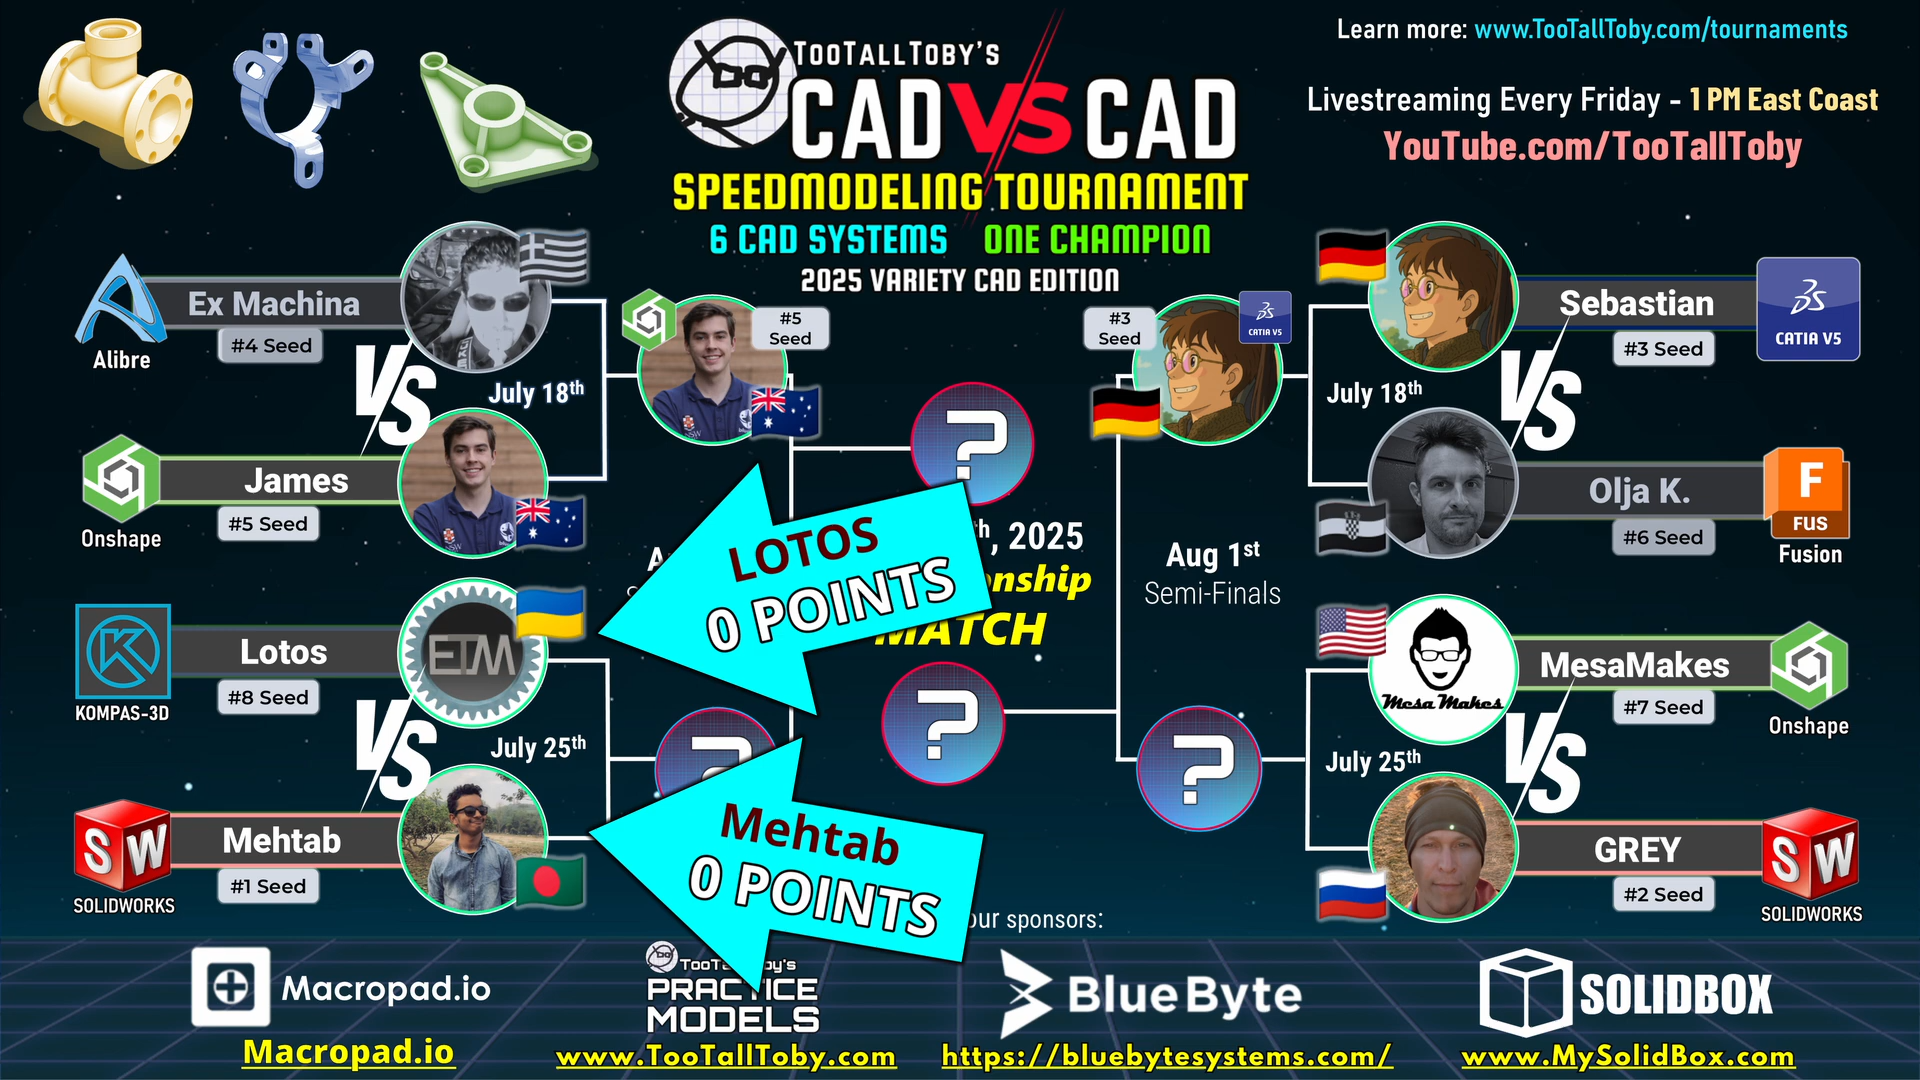 Learn more: www.TooTallToby.com/tournaments
TooTallToby's
CAD VS CAD
SPEEDMODELING TOURNAMENT
6 CAD SYSTEMS ONE CHAMPION
2025 VARIETY CAD EDITION
Livestreaming Every Friday - 1 PM East Coast
YouTube.com/TooTallToby
Alibre
Ex Machina
#4 Seed
VS
July 18th
Onshape
James
#5 Seed
#5
Seed
KOMPAS-3D
Lotos
#8 Seed
ETM
VS
July 25th
SOLIDWORKS
SW
Mehtab
#1 Seed
LOTOS
0 POINTS
Mehtab
0 POINTS
?
, 2025
MATCH
?
?
#3
Seed
CATIA V5
Aug 1st
Semi-Finals
?
Sebastian
#3 Seed
CATIA V5
VS
July 18th
Olja K.
#6 Seed
F
FUS
Fusion
MesaMakes
Mesa Makes
#7 Seed
Onshape
VS
July 25th
GREY
#2 Seed
SW
SOLIDWORKS
our sponsors:
Macropad.io
Macropad.io
PRACTICE
MODELS
www.TooTallToby.com
Blue Byte
https://bluebytesystems.com/
SOLIDBOX
www.MySolidBox.com